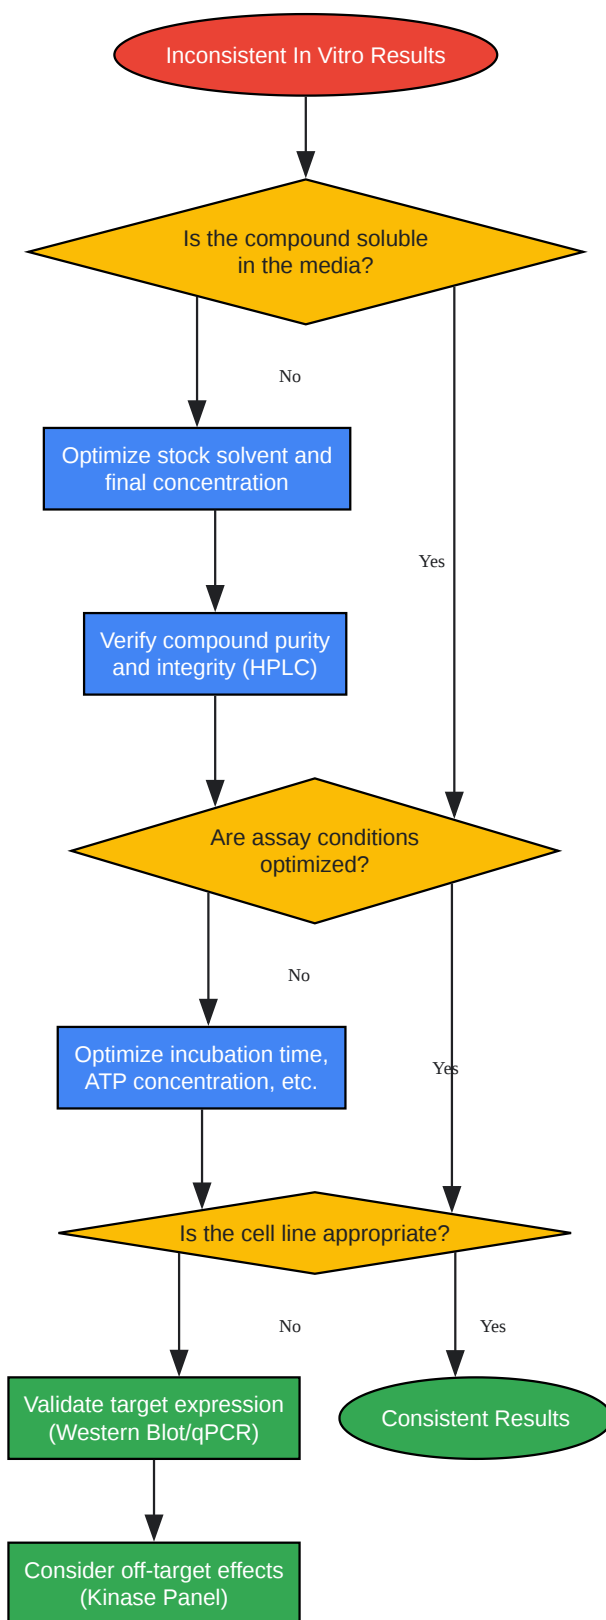 Inconsistent In Vitro Results
Is the compound soluble
in the media?
No
Optimize stock solvent and
final concentration
Yes
Verify compound purity
and integrity (HPLC)
Are assay conditions
optimized?
No
Optimize incubation time,
ATP concentration, etc.
Yes
Is the cell line appropriate?
No
Yes
Validate target expression
(Western Blot/qPCR)
Consistent Results
Consider off-target effects
(Kinase Panel)